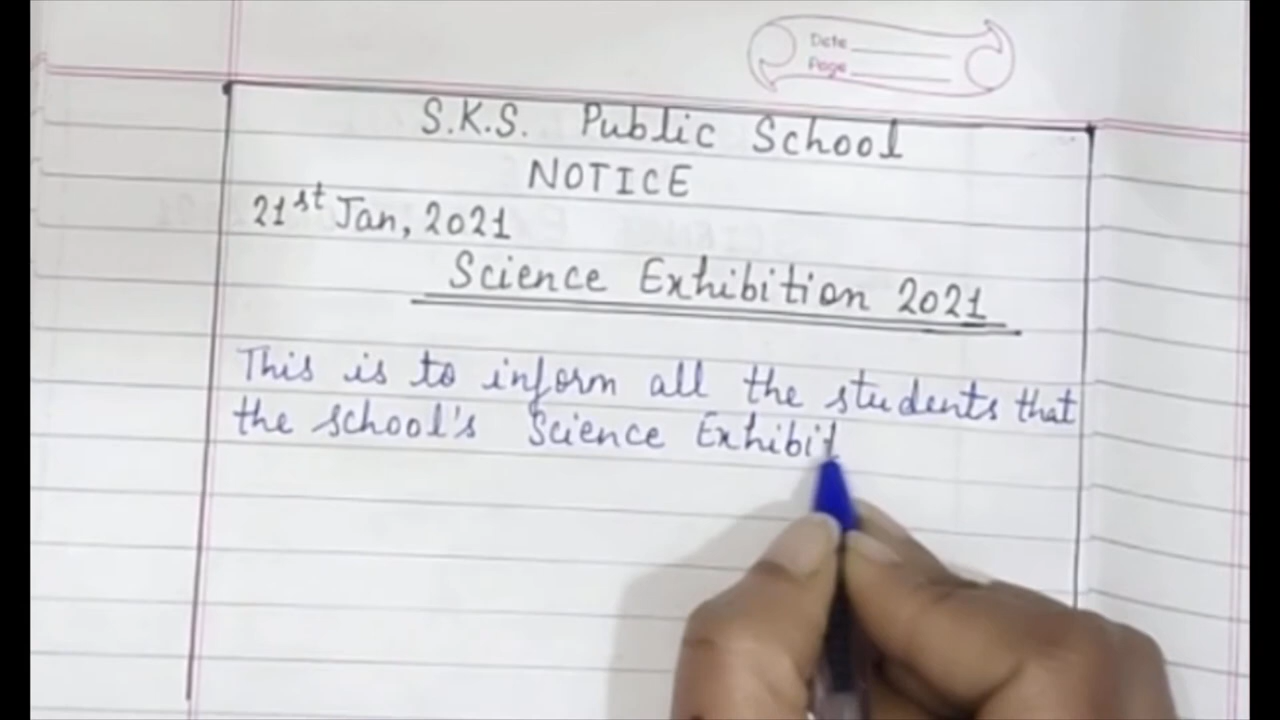 Date
Page
S.K.S. Public School
NOTICE
21st Jan, 2021
Science Exhibition 2021
This is to inform all the students that
the school's Science Exhibit